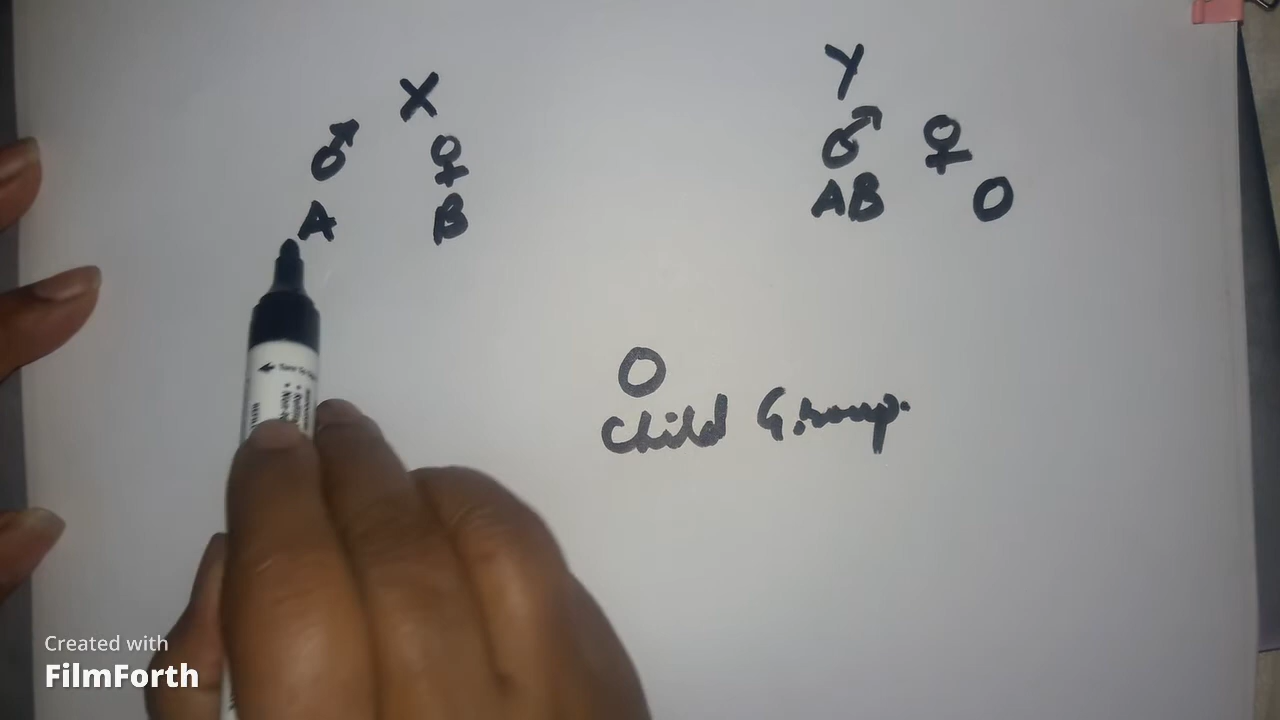 X
Y
♂ ♀
♂ ♀
A B
AB O
O
Child Group.
Created with
FilmForth